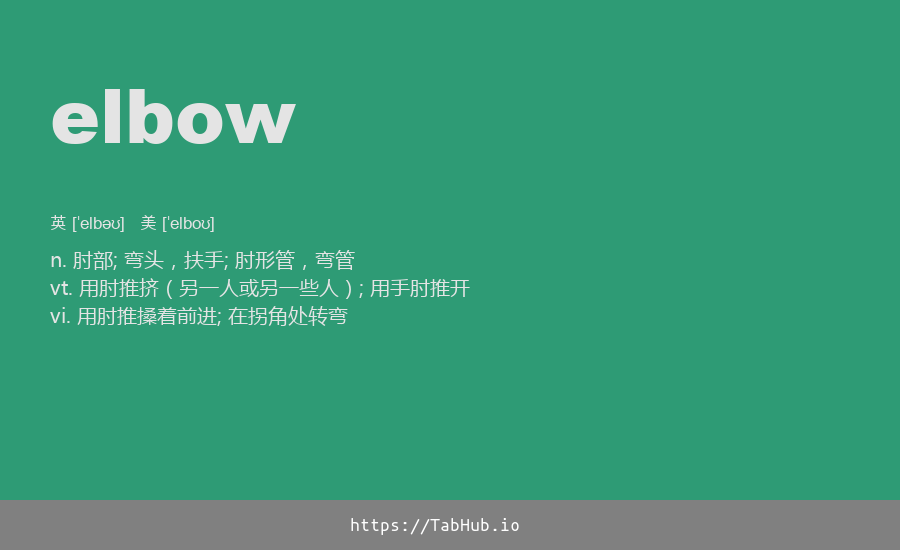 elbow
英 [ˈelbəʊ] 美 [ˈelboʊ]
n. 肘部; 弯头，扶手; 肘形管，弯管
vt. 用肘推挤（另一人或另一些人）; 用手肘推开
vi. 用肘推搡着前进; 在拐角处转弯
https://TabHub.io